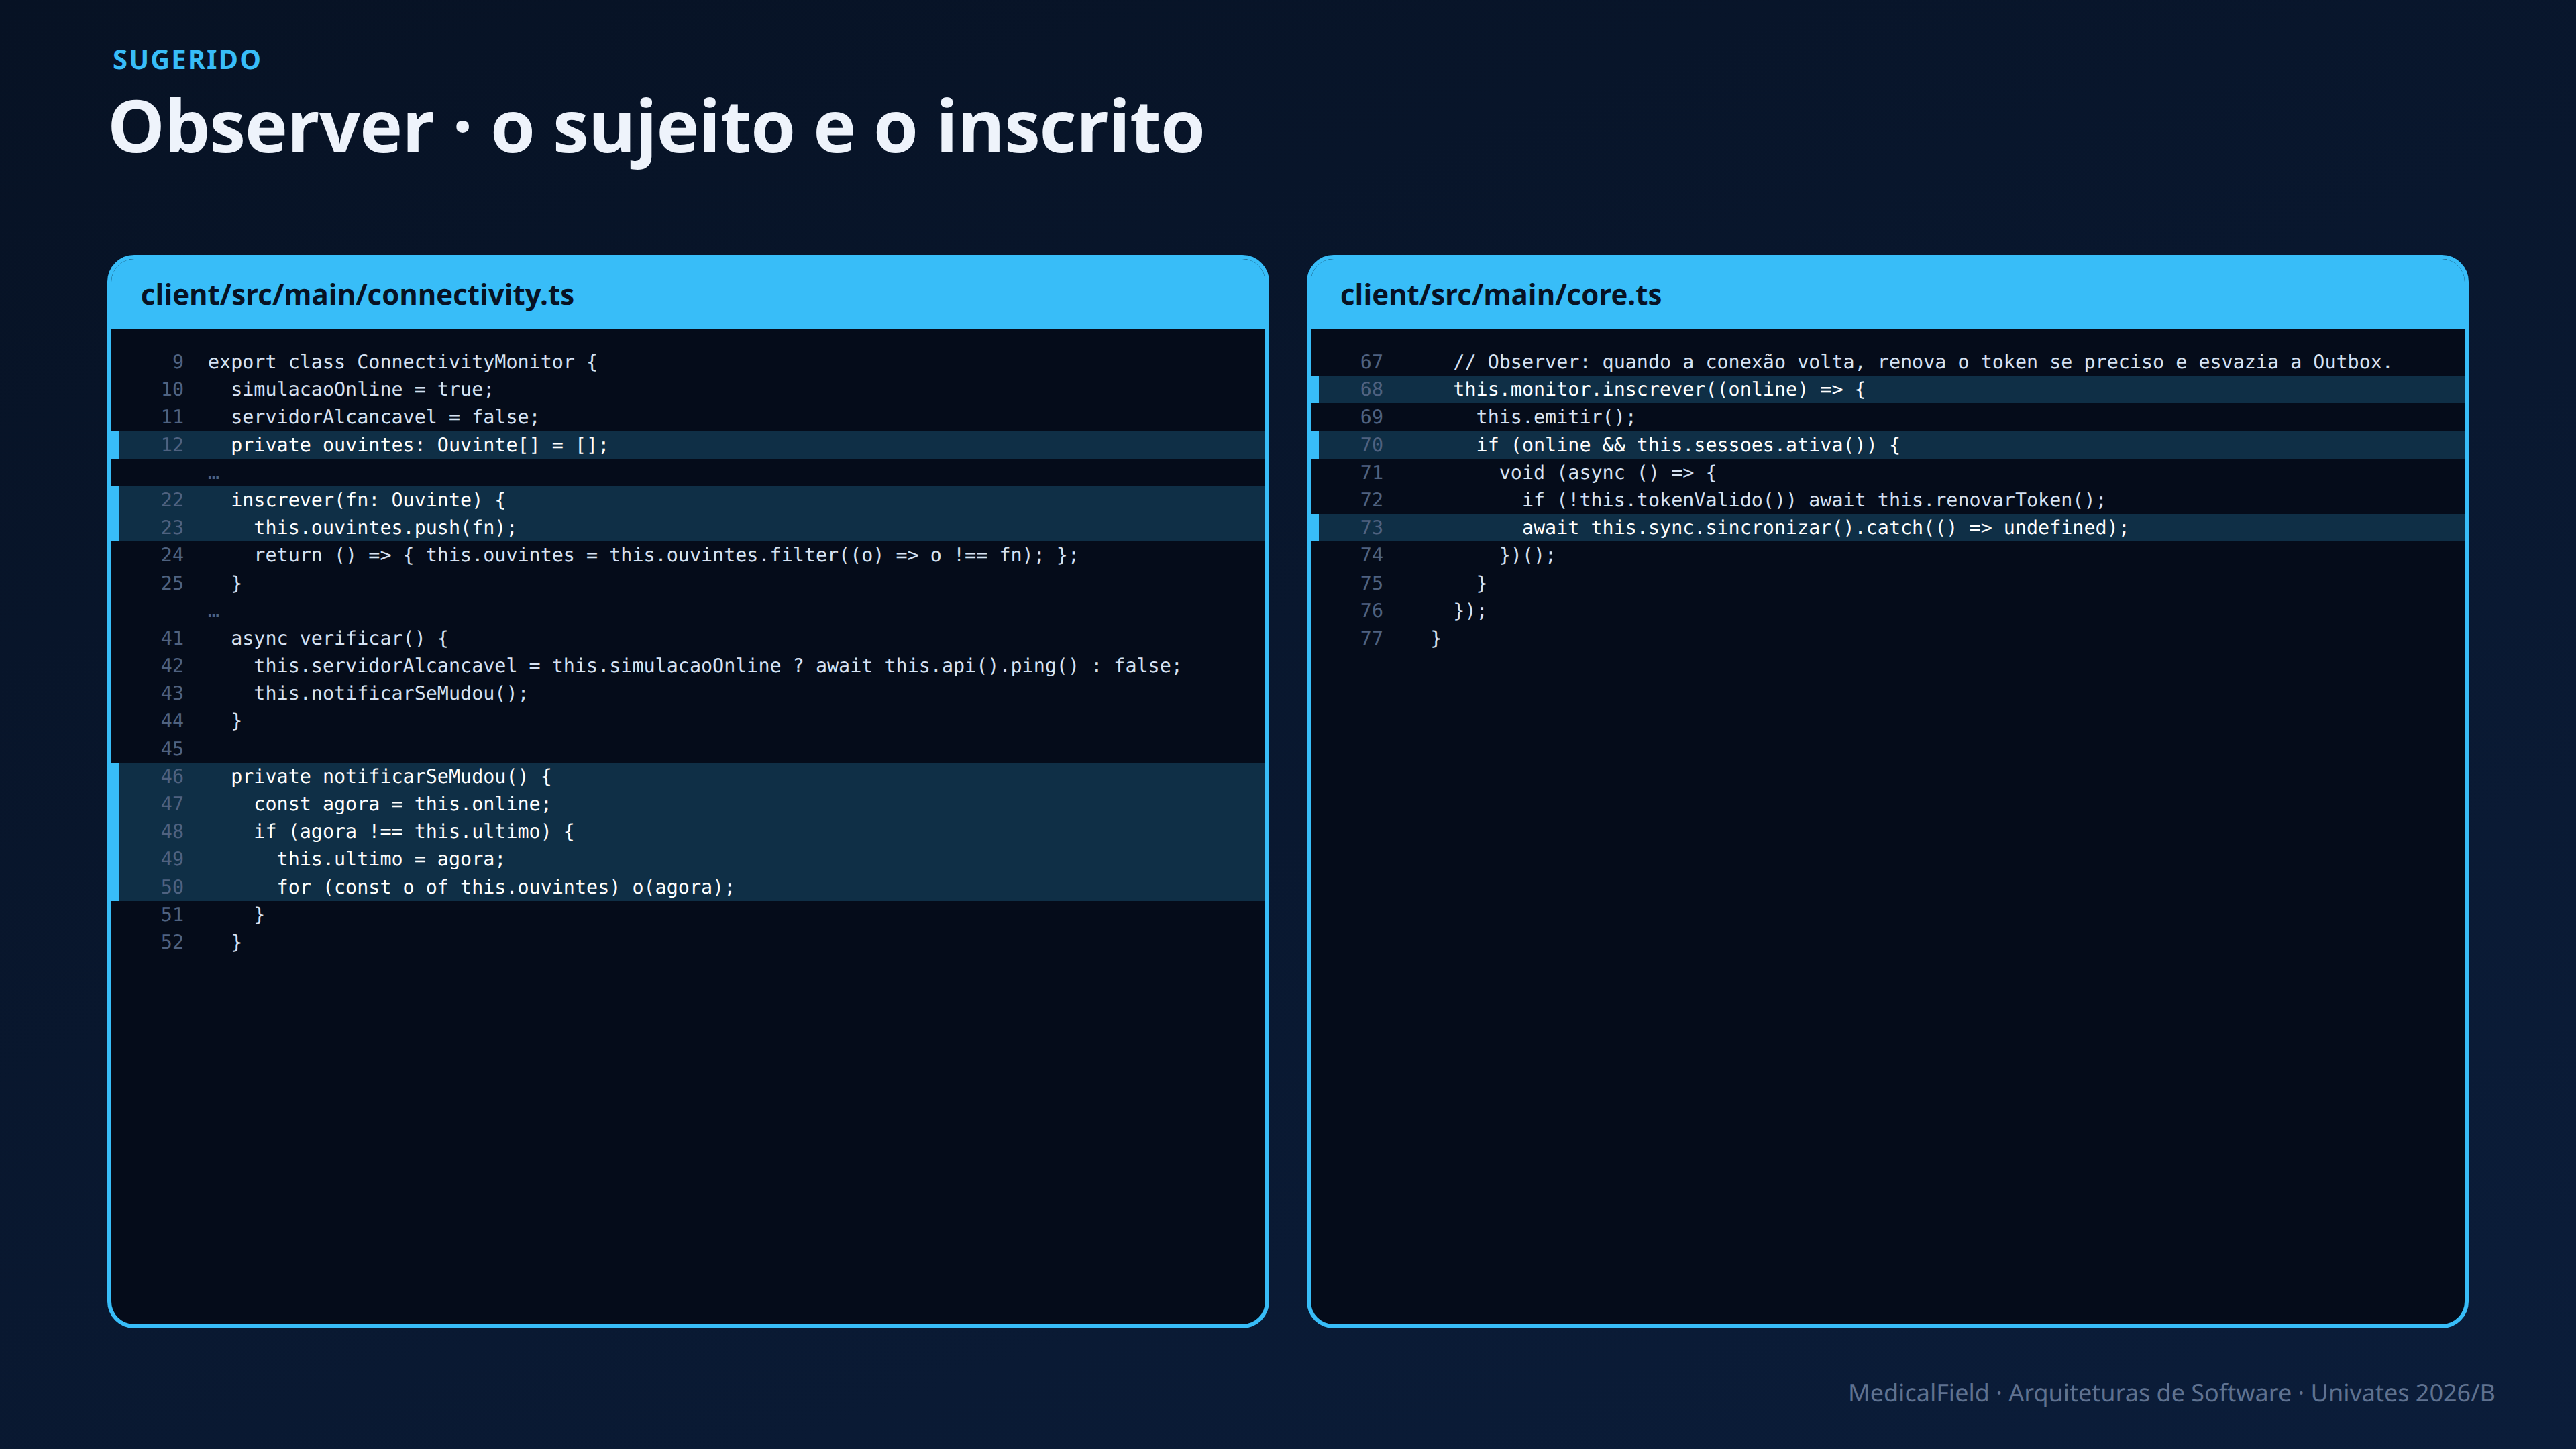 SUGERIDO
Observer · o sujeito e o inscrito
client/src/main/connectivity.ts
9 export class ConnectivityMonitor {
10   simulacaoOnline = true;
11   servidorAlcancavel = false;
12   private ouvintes: Ouvinte[] = [];
…
22   inscrever(fn: Ouvinte) {
23     this.ouvintes.push(fn);
24     return () => { this.ouvintes = this.ouvintes.filter((o) => o !== fn); };
25   }
…
41   async verificar() {
42     this.servidorAlcancavel = this.simulacaoOnline ? await this.api().ping() : false;
43     this.notificarSeMudou();
44   }
45
46   private notificarSeMudou() {
47     const agora = this.online;
48     if (agora !== this.ultimo) {
49       this.ultimo = agora;
50       for (const o of this.ouvintes) o(agora);
51     }
52   }
client/src/main/core.ts
67     // Observer: quando a conexão volta, renova o token se preciso e esvazia a Outbox.
68     this.monitor.inscrever((online) => {
69       this.emitir();
70       if (online && this.sessoes.ativa()) {
71         void (async () => {
72           if (!this.tokenValido()) await this.renovarToken();
73           await this.sync.sincronizar().catch(() => undefined);
74         })();
75       }
76     });
77   }
MedicalField · Arquiteturas de Software · Univates 2026/B